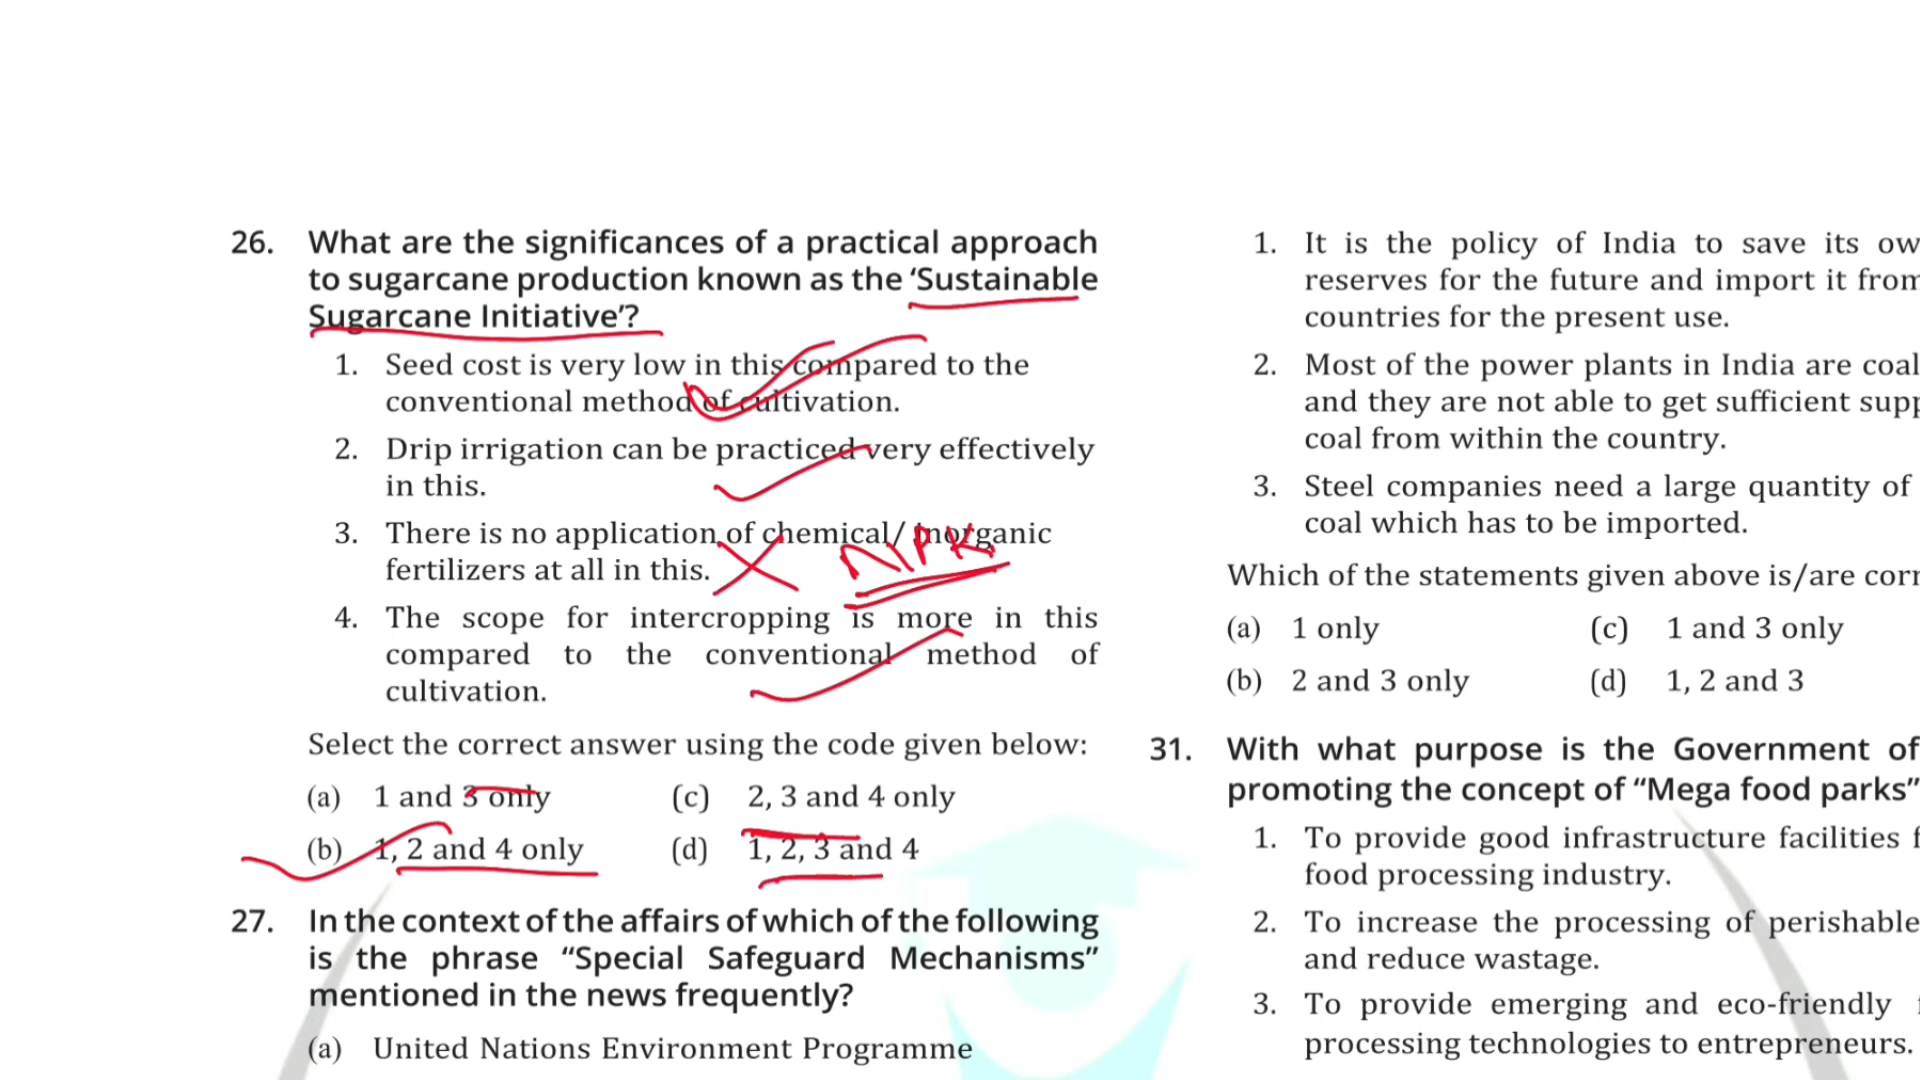 26. What are the significances of a practical approach
to sugarcane production known as the ‘Sustainable
Sugarcane Initiative’?
1. Seed cost is very low in this compared to the
conventional method of cultivation.
2. Drip irrigation can be practiced very effectively
in this.
3. There is no application of chemical/ inorganic
fertilizers at all in this.
NPK
4. The scope for intercropping is more in this
compared to the conventional method of
cultivation.
Select the correct answer using the code given below:
(a) 1 and 3 only (c) 2, 3 and 4 only
(b) 1, 2 and 4 only (d) 1, 2, 3 and 4
27. In the context of the affairs of which of the following
is the phrase “Special Safeguard Mechanisms”
mentioned in the news frequently?
(a) United Nations Environment Programme
1. It is the policy of India to save its
reserves for the future and import it from
countries for the present use.
2. Most of the power plants in India are coal
and they are not able to get sufficient
coal from within the country.
3. Steel companies need a large quantity of
coal which has to be imported.
Which of the statements given above is/are
(a) 1 only (c) 1 and 3 only
(b) 2 and 3 only (d) 1, 2 and 3
31. With what purpose is the Government of
promoting the concept of “Mega food parks”
1. To provide good infrastructure facilities
food processing industry.
2. To increase the processing of perishable
and reduce wastage.
3. To provide emerging and eco-friendly
processing technologies to entrepreneurs.